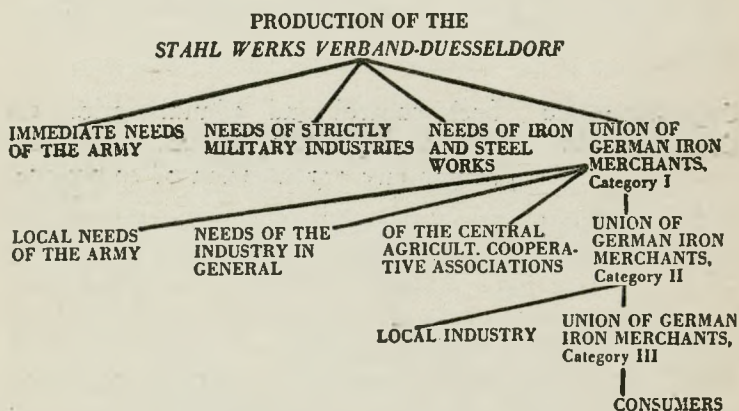 PRODUCTION OF THE
STAHL WERKS VERBAND-DUESSELDORF
IMMEDIATE NEEDS
OF THE ARMY
NEEDS OF STRICTLY
MILITARY INDUSTRIES
NEEDS OF IRON
AND STEEL
WORKS
UNION OF
GERMAN IRON
MERCHANTS,
Category I
LOCAL NEEDS
OF THE ARMY
NEEDS OF THE
INDUSTRY IN
GENERAL
OF THE CENTRAL
AGRICULT. COOPERA-
TIVE ASSOCIATIONS
UNION OF
GERMAN IRON
MERCHANTS,
Category II
LOCAL INDUSTRY
UNION OF GERMAN
IRON MERCHANTS,
Category III
CONSUMERS